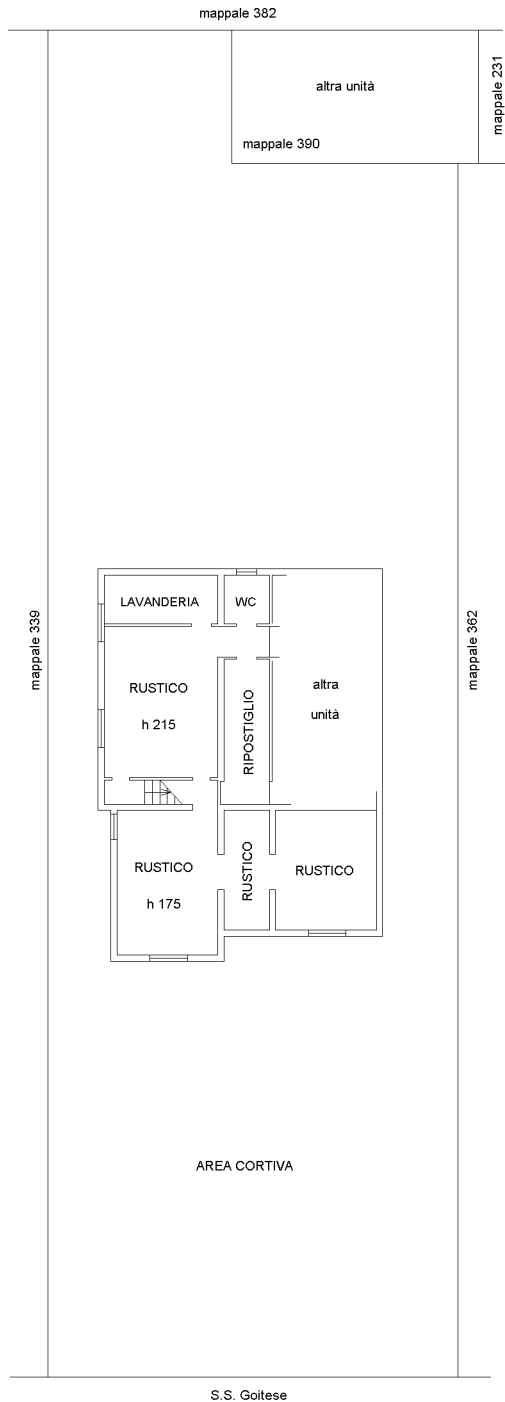 mappale 382
altra unità
mappale 231
mappale 390
LAVANDERIA
WC
mappale 339
mappale 362
RUSTICO
h 215
RIPOSTIGLIO
altra
unità
RUSTICO
h 175
RUSTICO
RUSTICO
AREA CORTIVA
S.S. Goitese